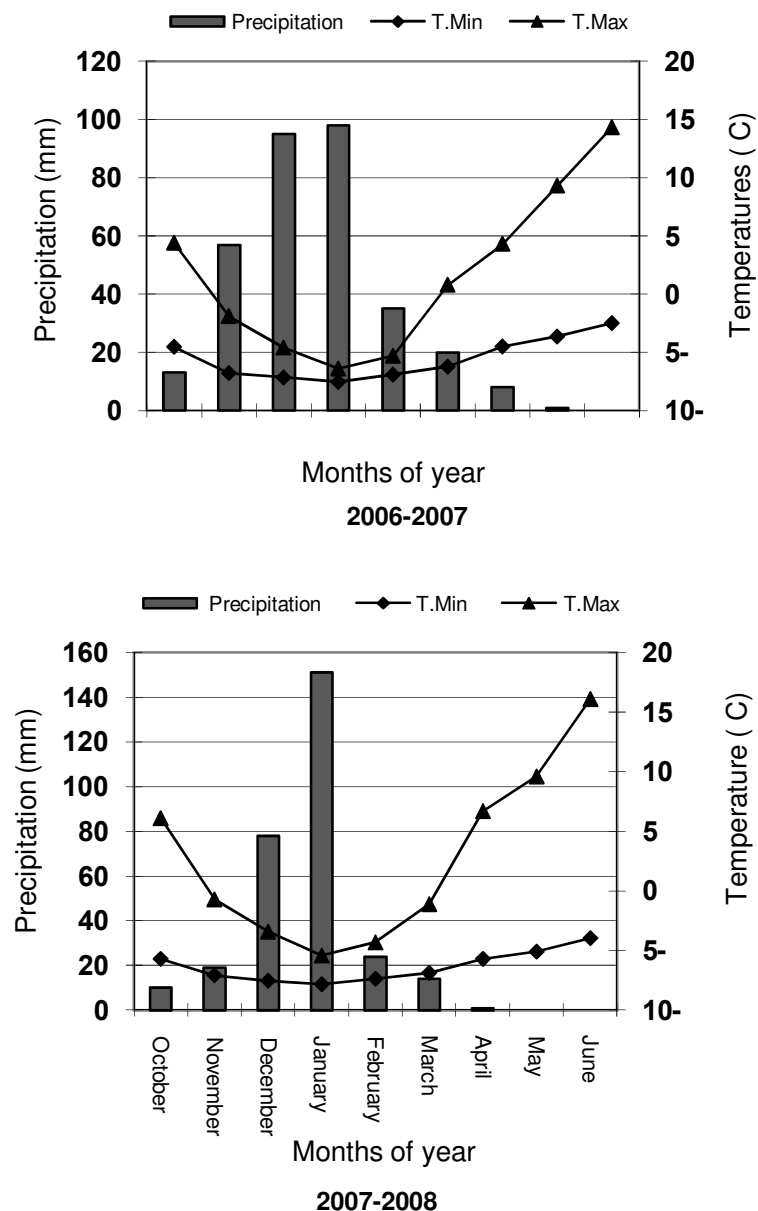 Precipitation T.Min T.Max
120
100
80
60
40
20
0
Precipitation (mm)
20
15
10
5
0
5-
10-
Temperatures ( C)
Months of year
2006-2007
Precipitation T.Min T.Max
160
140
120
100
80
60
40
20
0
Precipitation (mm)
20
15
10
5
0
5-
10-
Temperature ( C)
October
November
December
January
February
March
April
May
June
Months of year
2007-2008